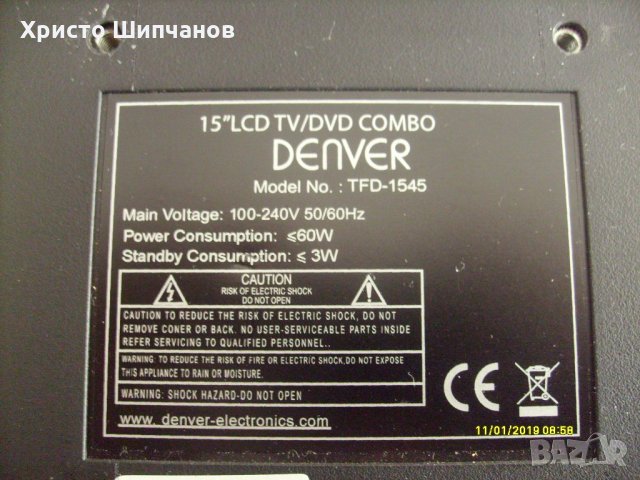 Христо Шипчанов
15”LCD TV/DVD COMBO
DENVER
Model No. : TFD-1545
Main Voltage: 100-240V 50/60Hz
Power Consumption: ≤60W
Standby Consumption: ≤ 3W
CAUTION
RISK OF ELECTRIC SHOCK
DO NOT OPEN
CAUTION TO REDUCE THE RISK OF ELECTRIC SHOCK, DO NOT
REMOVE CONER OR BACK. NO USER-SERVICEABLE PARTS INSIDE
REFER SERVICING TO QUALIFIED PERSONNEL..
WARNING: TO REDUCE THE RISK OF FIRE OR ELECTRIC SHOCK,DO NOT EXPOSE
THIS APPLIANCE TO RAIN OR MOISTURE.
WARNING: SHOCK HAZARD-DO NOT OPEN
www. denver-electronics.com
CE
11/01/2019 08:58
BAZAR